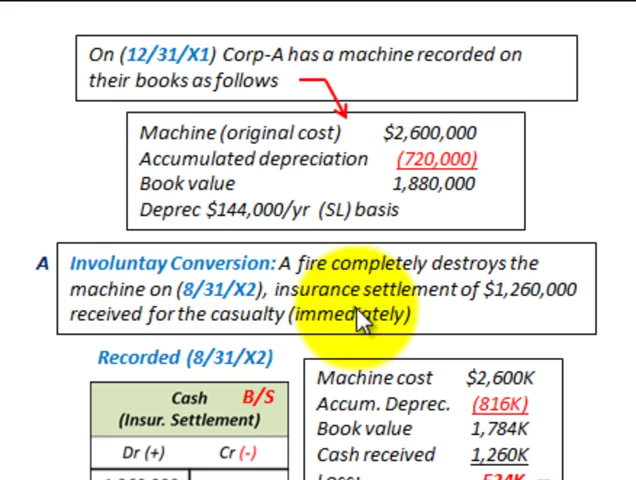 On (12/31/X1) Corp-A has a machine recorded on
their books as follows
Machine (original cost) $2,600,000
Accumulated depreciation (720,000)
Book value 1,880,000
Deprec $144,000/yr (SL) basis
A Involuntay Conversion: A fire completely destroys the
machine on (8/31/X2), insurance settlement of $1,260,000
received for the casualty (immediately)
Recorded (8/31/X2)
Cash B/S
(Insur. Settlement)
Dr (+) Cr (-)
Machine cost $2,600K
Accum. Deprec. (816K)
Book value 1,784K
Cash received 1,260K